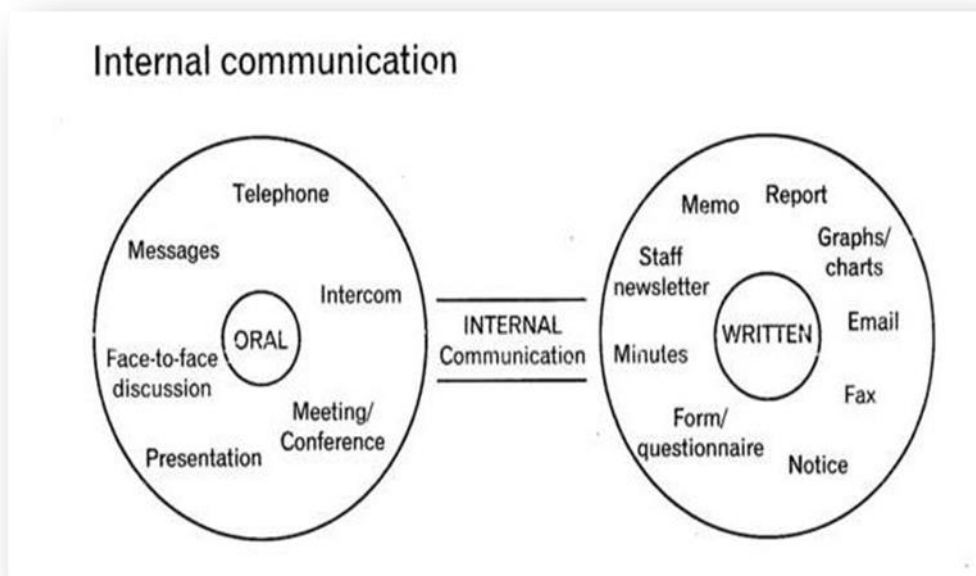 Internal communication
Telephone
Messages
Intercom
ORAL
Face-to-face
discussion
Meeting/
Conference
Presentation
INTERNAL
Communication
Memo
Report
Graphs/
charts
Staff
newsletter
WRITTEN
Email
Minutes
Fax
Form/
questionnaire
Notice